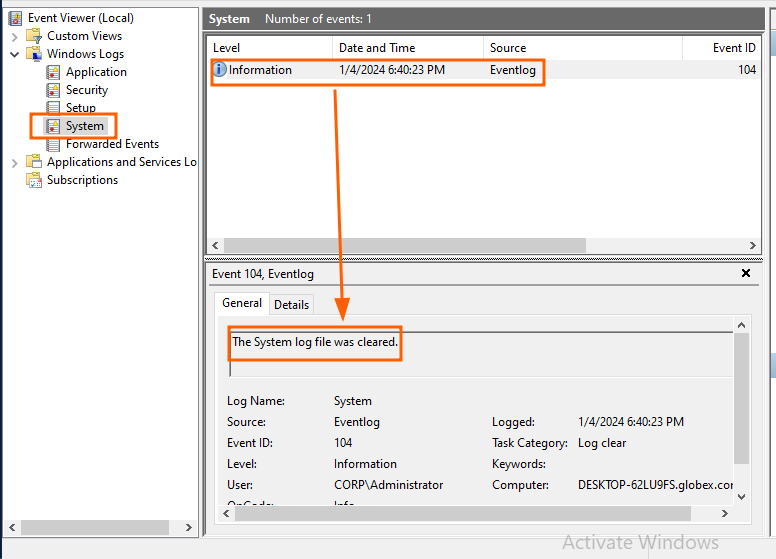 Event Viewer (Local)
Custom Views
Windows Logs
Application
Security
Setup
System
Forwarded Events
Applications and Services Lo
Subscriptions
System Number of events: 1
Level Date and Time Source Event ID
Information 1/4/2024 6:40:23 PM Eventlog 104
Event 104, Eventlog
General Details
The System log file was cleared.
Log Name: System
Source: Eventlog Logged: 1/4/2024 6:40:23 PM
Event ID: 104 Task Category: Log clear
Level: Information Keywords:
User: CORP\Administrator Computer: DESKTOP-62LU9FS.globex.cor
OpCode: Info
Activate Windows